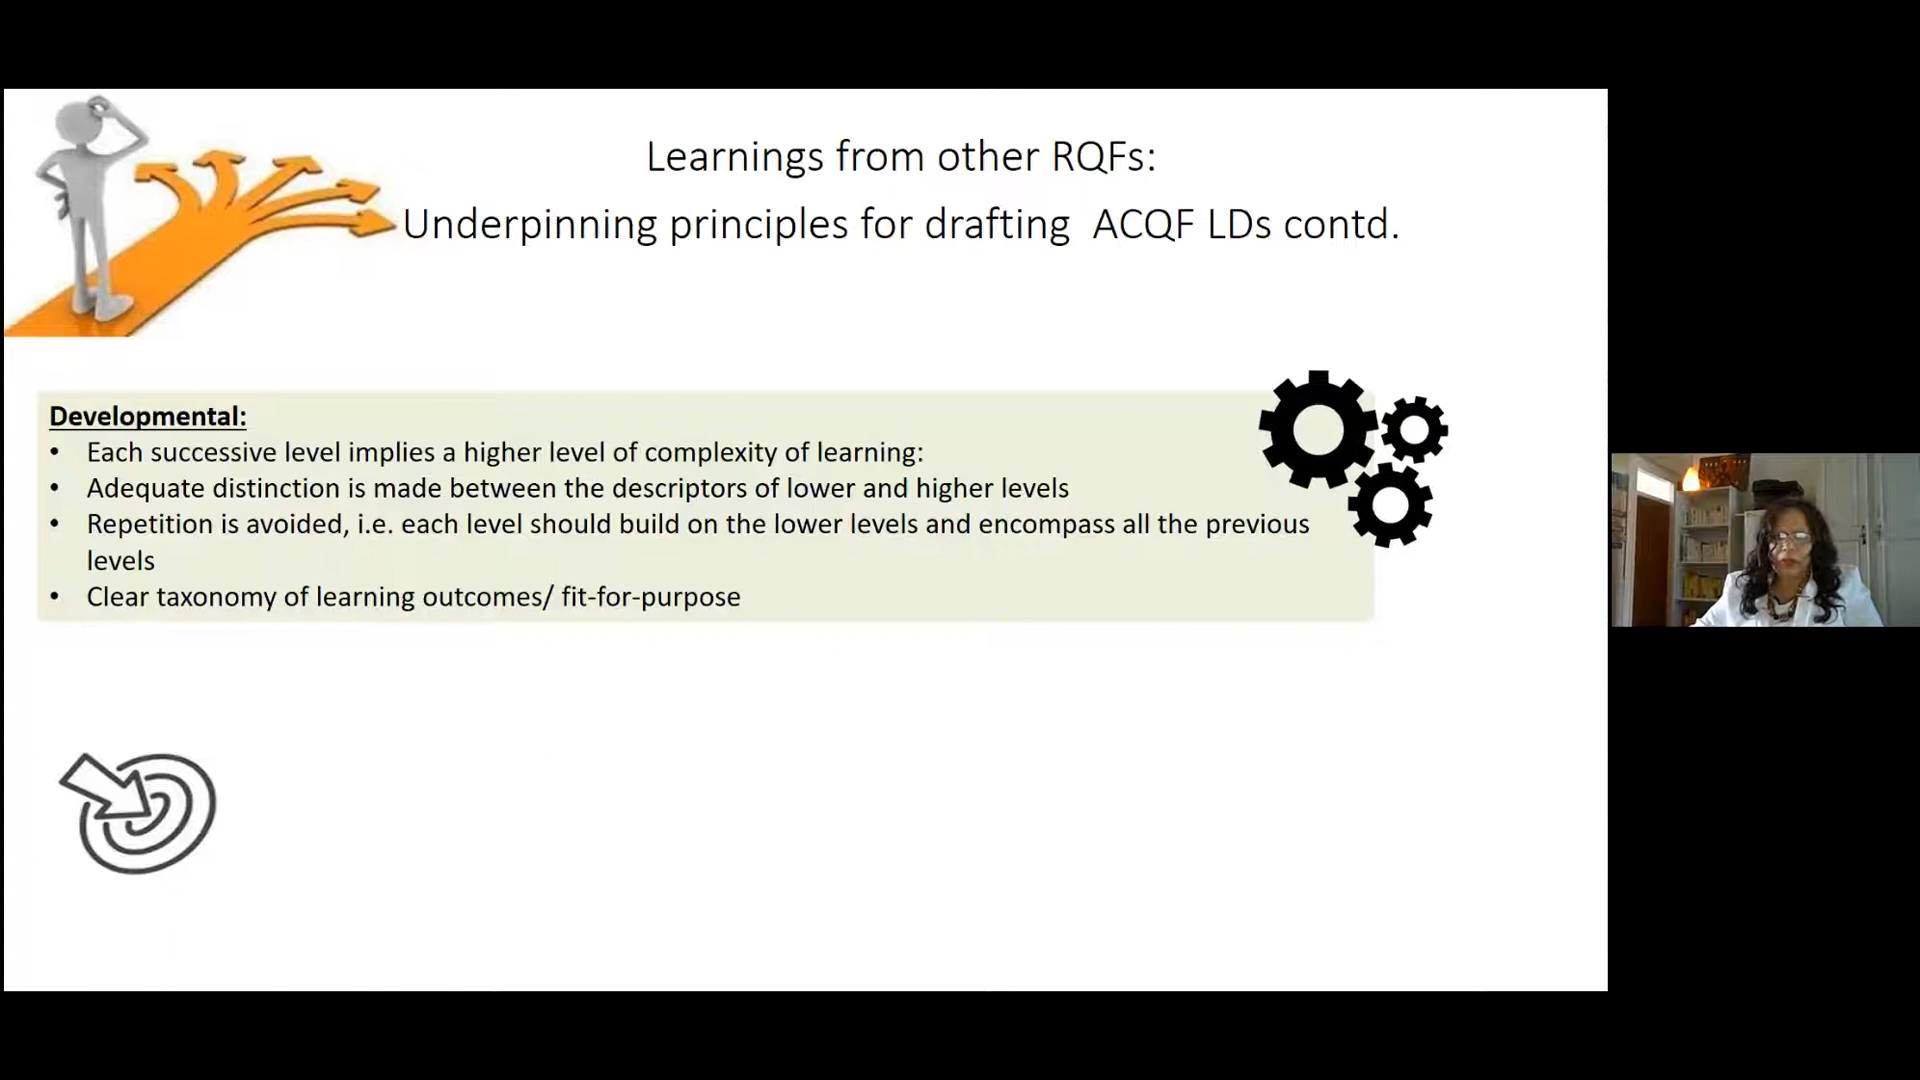 Learnings from other RQFs:
Underpinning principles for drafting ACQF LDs contd.
Developmental:
• Each successive level implies a higher level of complexity of learning:
• Adequate distinction is made between the descriptors of lower and higher levels
• Repetition is avoided, i.e. each level should build on the lower levels and encompass all the previous
levels
• Clear taxonomy of learning outcomes/ fit-for-purpose